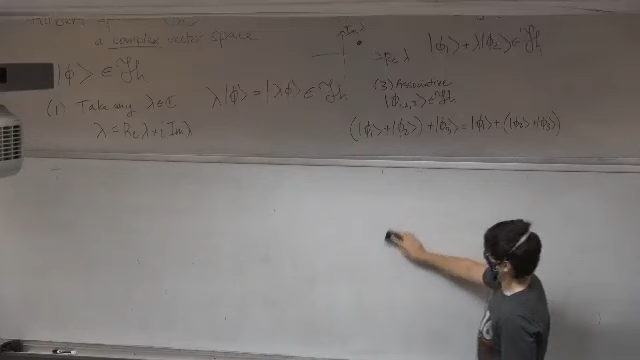 a complex vector space
|ϕ> ∈ ℋ
(1) Take any λ∈ℂ
λ = Re λ + i Im λ
λ|ϕ> = |λϕ> ∈ ℋ
Re λ
|ϕ₁> + λ|ϕ₂> ∈ ℋ
(3) Associative
|ϕ₁,₂,₃> ∈ ℋ
(|ϕ₁> + |ϕ₂>) + |ϕ₃> = |ϕ₁> + (|ϕ₂> + |ϕ₃>)